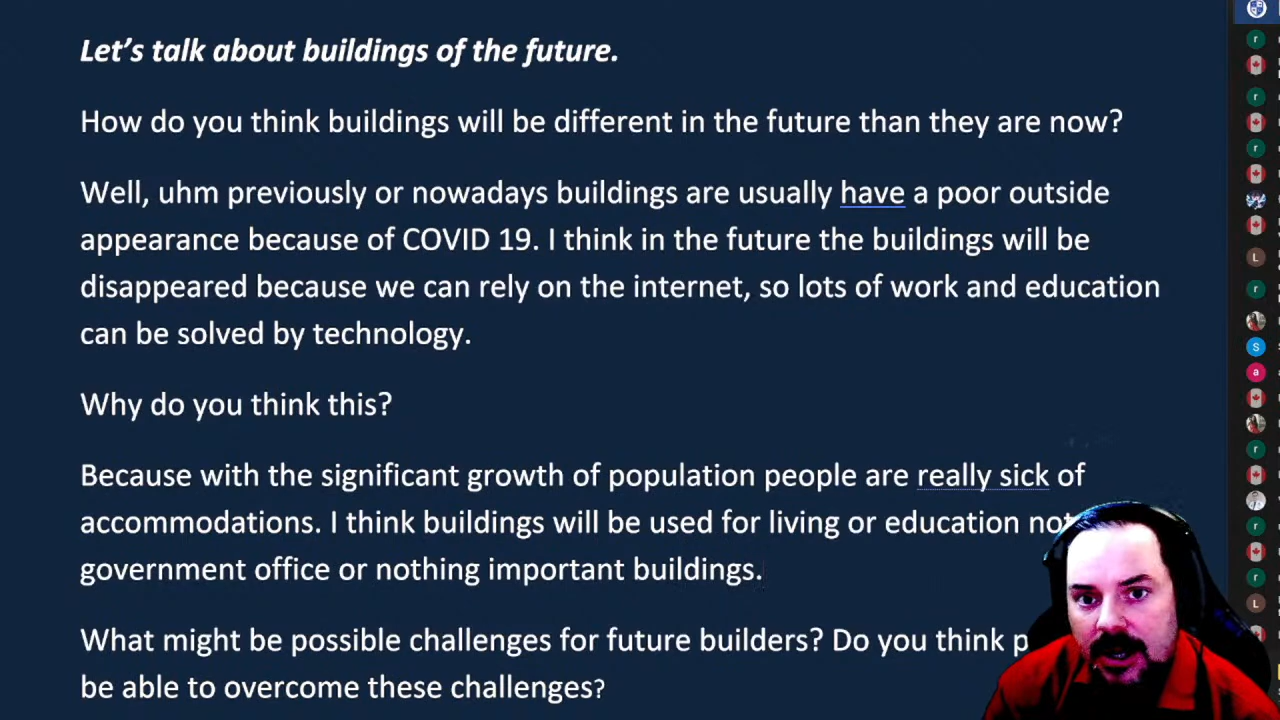 Let's talk about buildings of the future.
How do you think buildings will be different in the future than they are now?
Well, uhm previously or nowadays buildings are usually have a poor outside
appearance because of COVID 19. I think in the future the buildings will be
disappeared because we can rely on the internet, so lots of work and education
can be solved by technology.
Why do you think this?
Because with the significant growth of population people are really sick of
accommodations. I think buildings will be used for living or education not
government office or nothing important buildings.
What might be possible challenges for future builders? Do you think
be able to overcome these challenges?
r
r
r
r
L
r
S
a
r
r
r
L